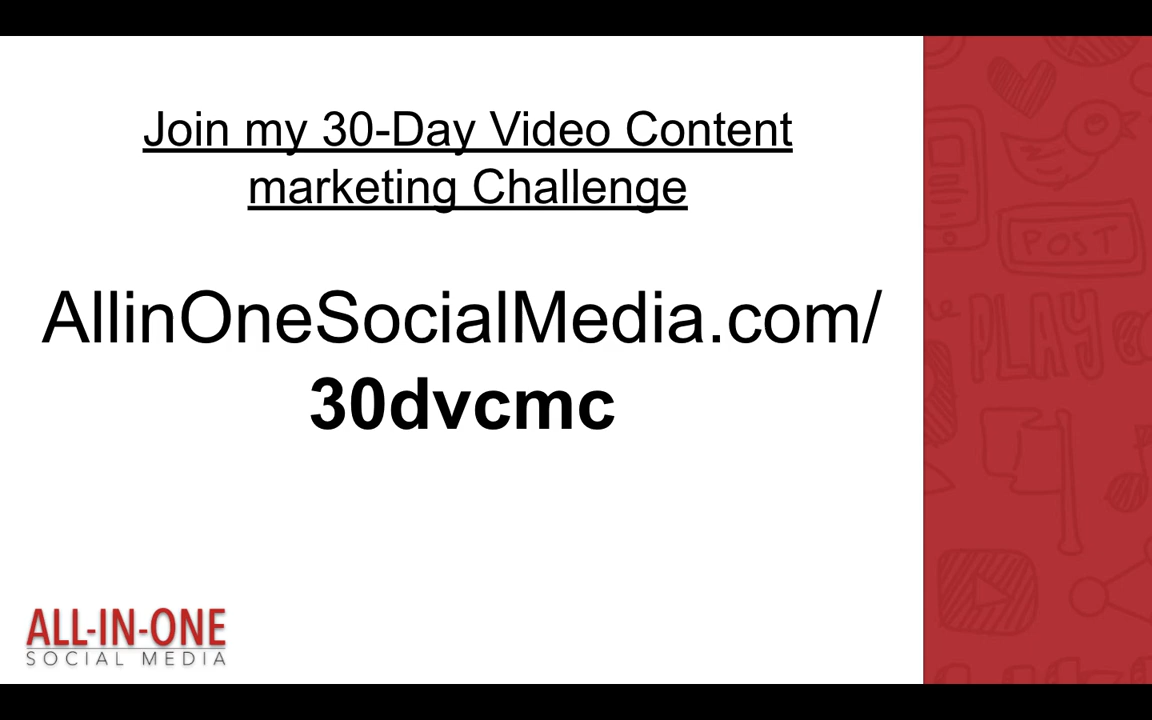 Join my 30-Day Video Content
marketing Challenge
AllinOneSocialMedia.com/
30dvcmc
POST
PLAY
ALL-IN-ONE
SOCIAL MEDIA